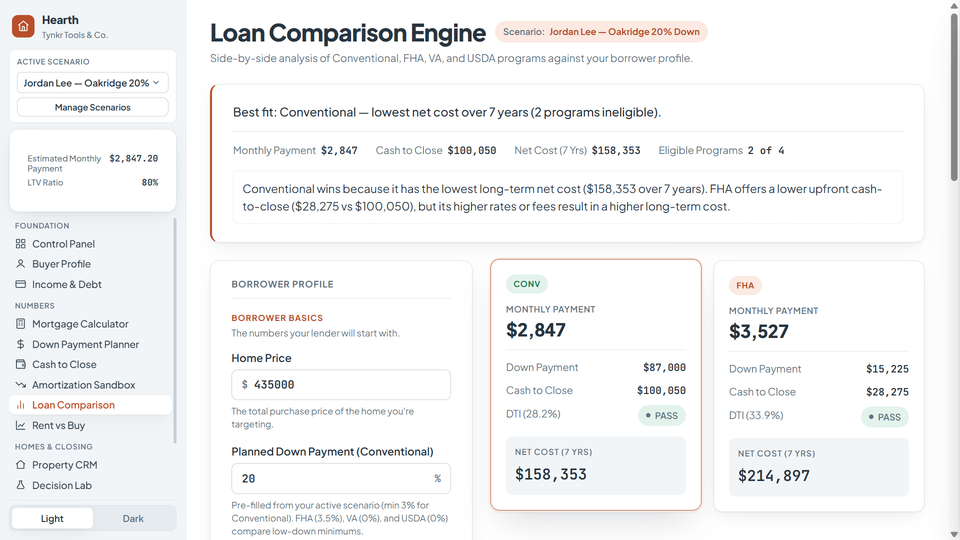 Hearth
Tynkr Tools & Co.
ACTIVE SCENARIO
Jordan Lee — Oakridge 20%
Manage Scenarios
Estimated Monthly Payment $2,847.20
LTV Ratio 80%
FOUNDATION
Control Panel
Buyer Profile
Income & Debt
NUMBERS
Mortgage Calculator
Down Payment Planner
Cash to Close
Amortization Sandbox
Loan Comparison
Rent vs Buy
HOMES & CLOSING
Property CRM
Decision Lab
Light Dark
Loan Comparison Engine
Scenario: Jordan Lee — Oakridge 20% Down
Side-by-side analysis of Conventional, FHA, VA, and USDA programs against your borrower profile.
Best fit: Conventional — lowest net cost over 7 years (2 programs ineligible).
Monthly Payment $2,847 Cash to Close $100,050 Net Cost (7 Yrs) $158,353 Eligible Programs 2 of 4
Conventional wins because it has the lowest long-term net cost ($158,353 over 7 years). FHA offers a lower upfront cash-
to-close ($28,275 vs $100,050), but its higher rates or fees result in a higher long-term cost.
BORROWER PROFILE
BORROWER BASICS
The numbers your lender will start with.
Home Price
$ 435000
The total purchase price of the home you're
targeting.
Planned Down Payment (Conventional)
20 %
Pre-filled from your active scenario (min 3% for
Conventional). FHA (3.5%), VA (0%), and USDA (0%)
compare low-down minimums.
CONV
MONTHLY PAYMENT
$2,847
Down Payment $87,000
Cash to Close $100,050
DTI (28.2%) PASS
NET COST (7 YRS)
$158,353
FHA
MONTHLY PAYMENT
$3,527
Down Payment $15,225
Cash to Close $28,275
DTI (33.9%) PASS
NET COST (7 YRS)
$214,897